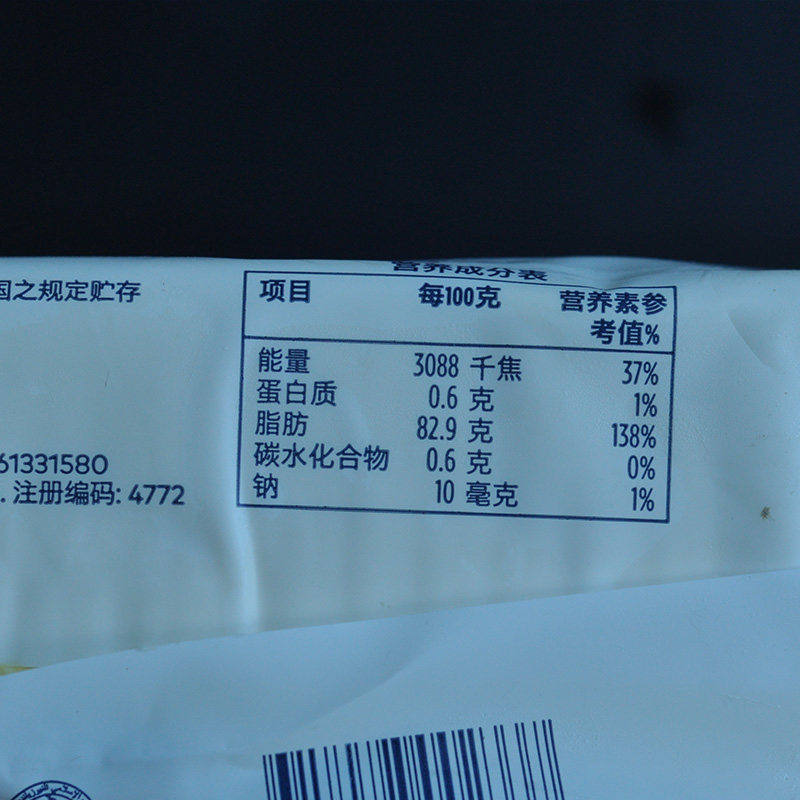 国之规定贮存
61331580
. 注册编码: 4772
营养成分表
项目 每100克 营养素参考值%
能量 3088 千焦 37%
蛋白质 0.6 克 1%
脂肪 82.9 克 138%
碳水化合物 0.6 克 0%
钠 10 毫克 1%